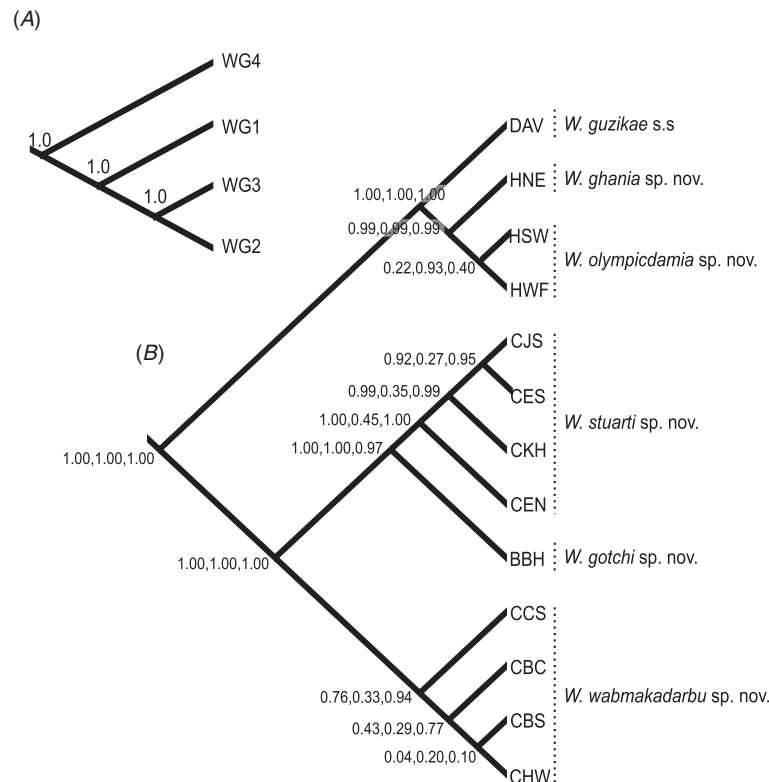 (A)
WG4
1.0
WG1
1.0
WG3
1.0
WG2
DAV
W. guzikae s.s
1.00,1.00,1.00
HNE
W. ghania sp. nov.
0.99,0.99,0.99
HSW
W. olympicdamia sp. nov.
0.22,0.93,0.40
HWF
(B)
CJS
0.92,0.27,0.95
CES
0.99,0.35,0.99
W. stuarti sp. nov.
1.00,0.45,1.00
CKH
1.00,1.00,0.97
1.00,1.00,1.00
CEN
BBH
W. gotchi sp. nov.
1.00,1.00,1.00
CCS
CBC
0.76,0.33,0.94
W. wabmakadarbu sp. nov.
CBS
0.43,0.29,0.77
0.04,0.20,0.10
CHW